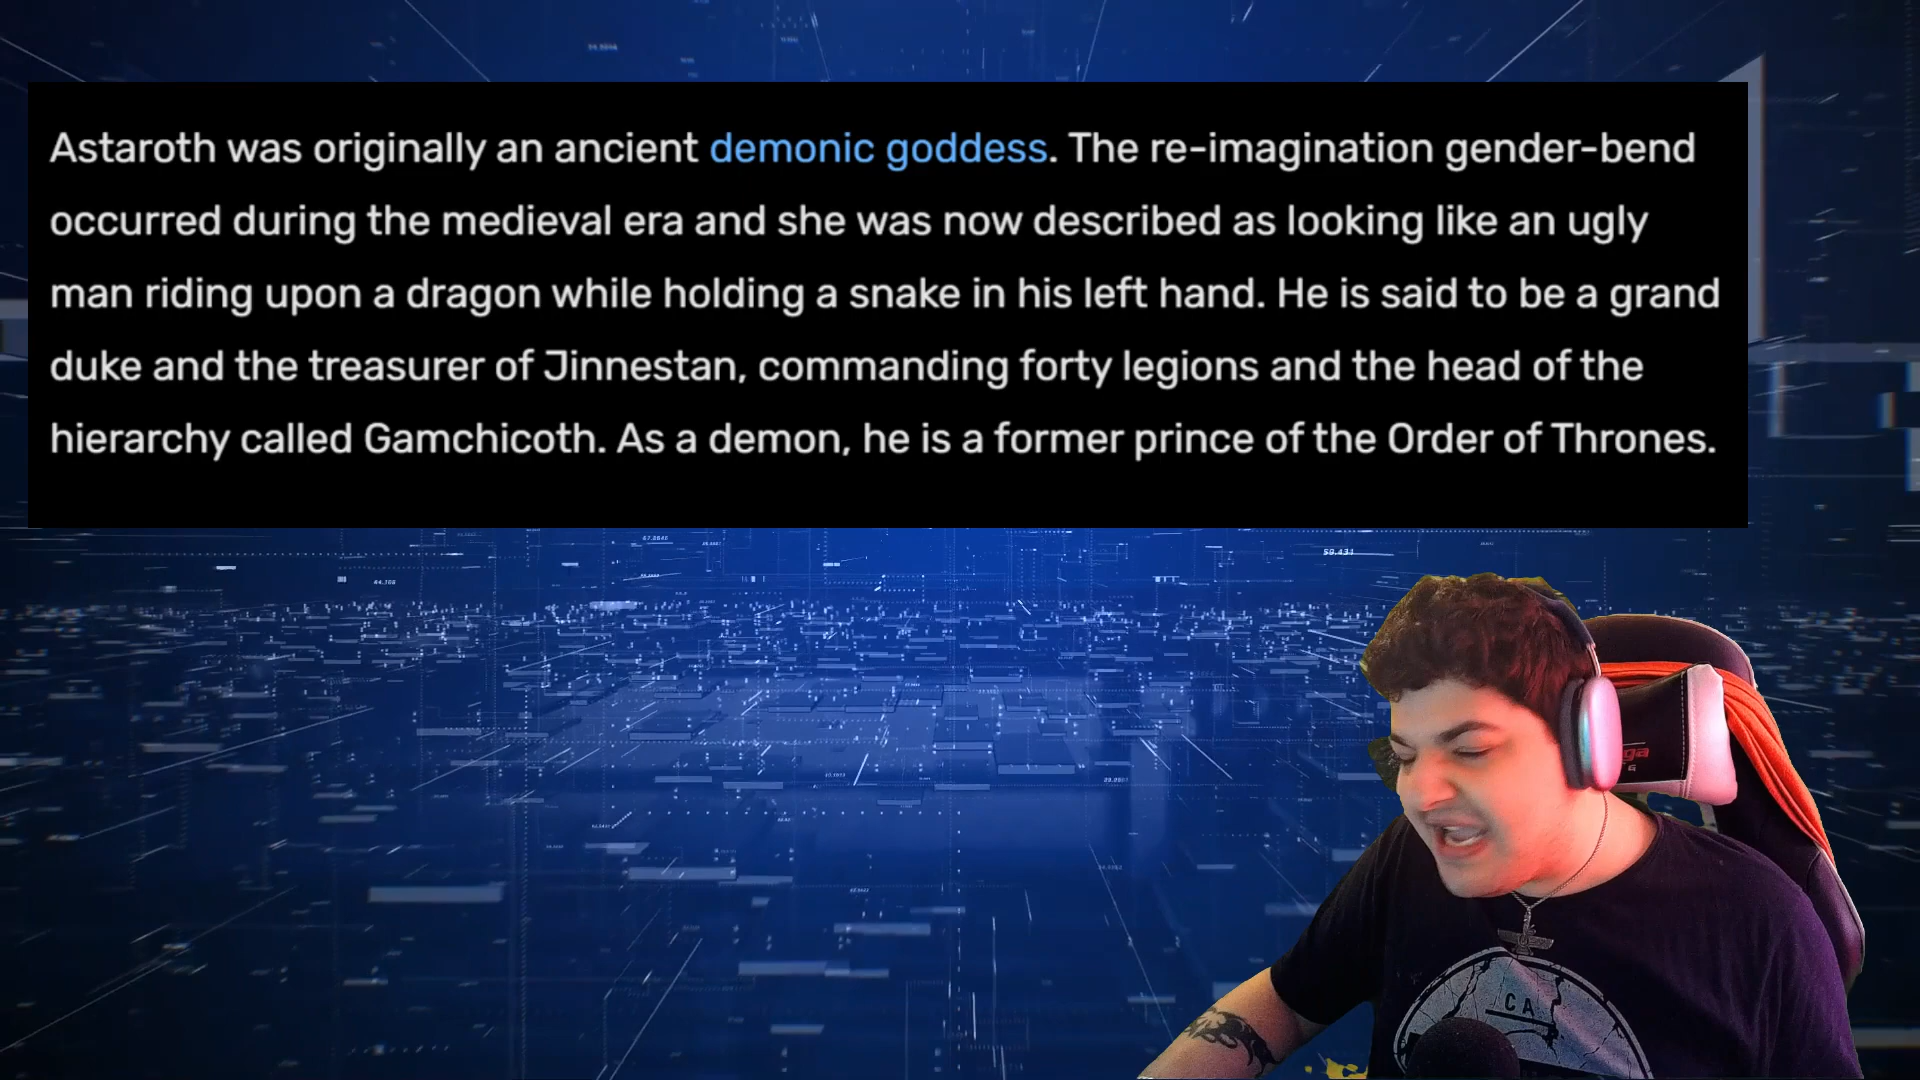 Astaroth was originally an ancient demonic goddess. The re-imagination gender-bend
occurred during the medieval era and she was now described as looking like an ugly
man riding upon a dragon while holding a snake in his left hand. He is said to be a grand
duke and the treasurer of Jinnestan, commanding forty legions and the head of the
hierarchy called Gamchicoth. As a demon, he is a former prince of the Order of Thrones.
59.431
CA